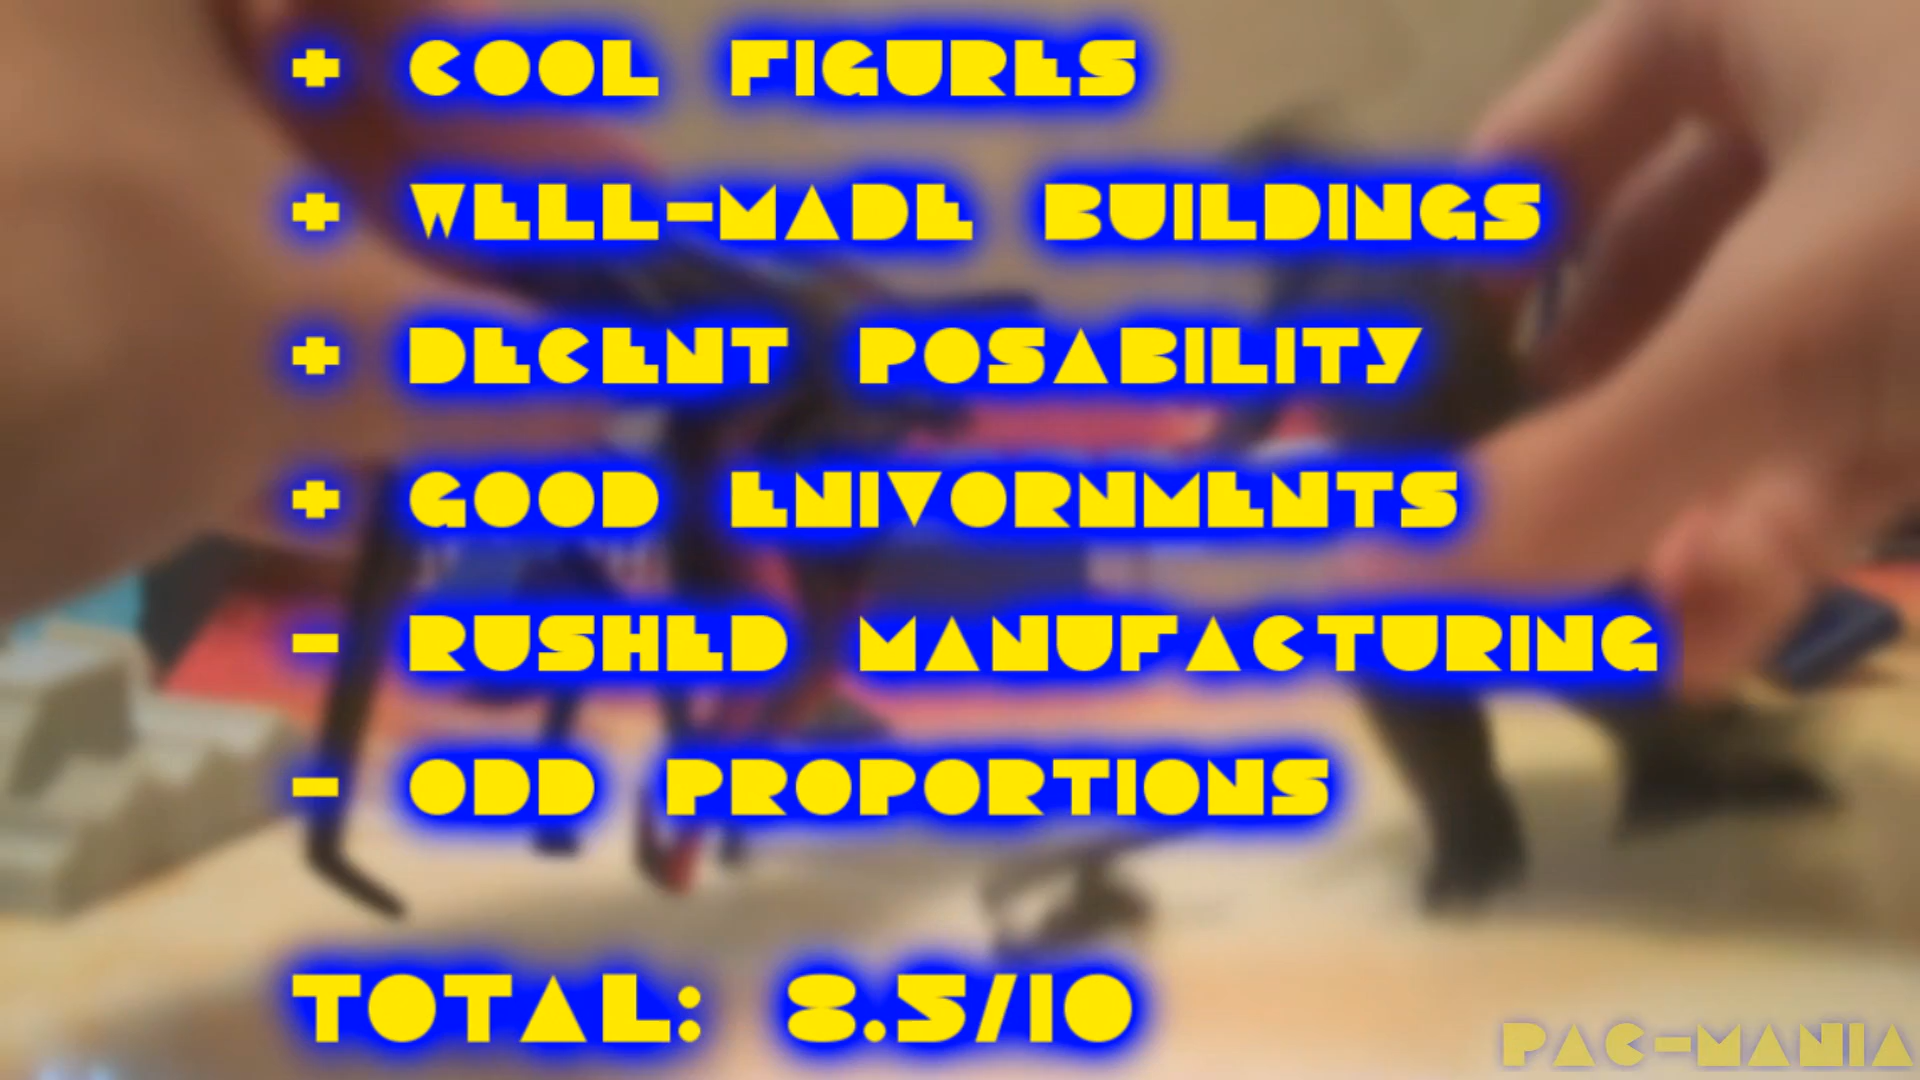 + COOL FIGURES
+ WELL-MADE BUILDINGS
+ DECENT POSABILITY
+ GOOD ENIVORNMENTS
- RUSHED MANUFACTURING
- ODD PROPORTIONS
TOTAL: 8.5/10
PAC-MANIA